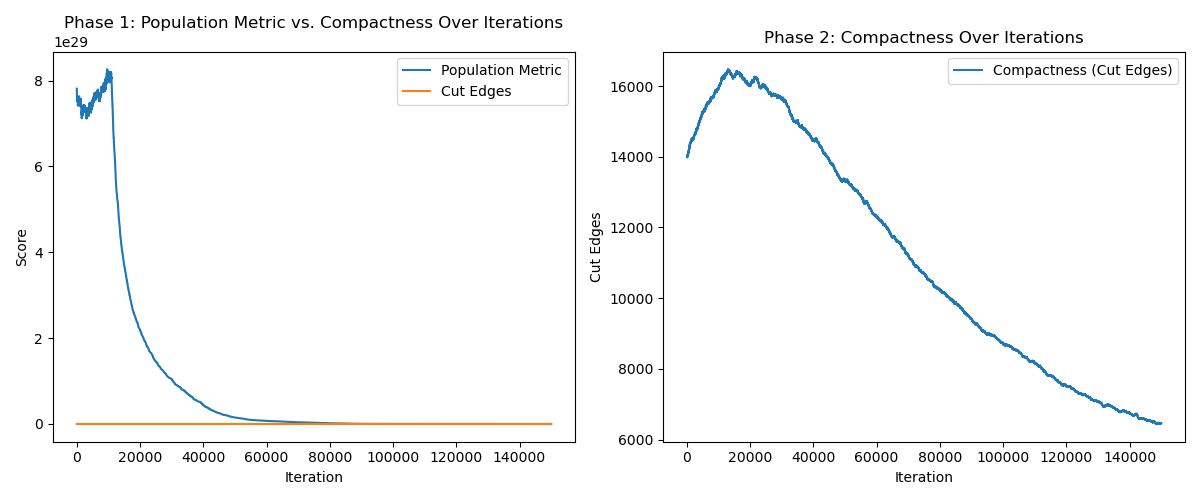 Phase 1: Population Metric vs. Compactness Over Iterations
1e29
Population Metric
Cut Edges
Score
8
6
4
2
0
0 20000 40000 60000 80000 100000 120000 140000
Iteration
Phase 2: Compactness Over Iterations
Compactness (Cut Edges)
Cut Edges
16000
14000
12000
10000
8000
6000
0 20000 40000 60000 80000 100000 120000 140000
Iteration